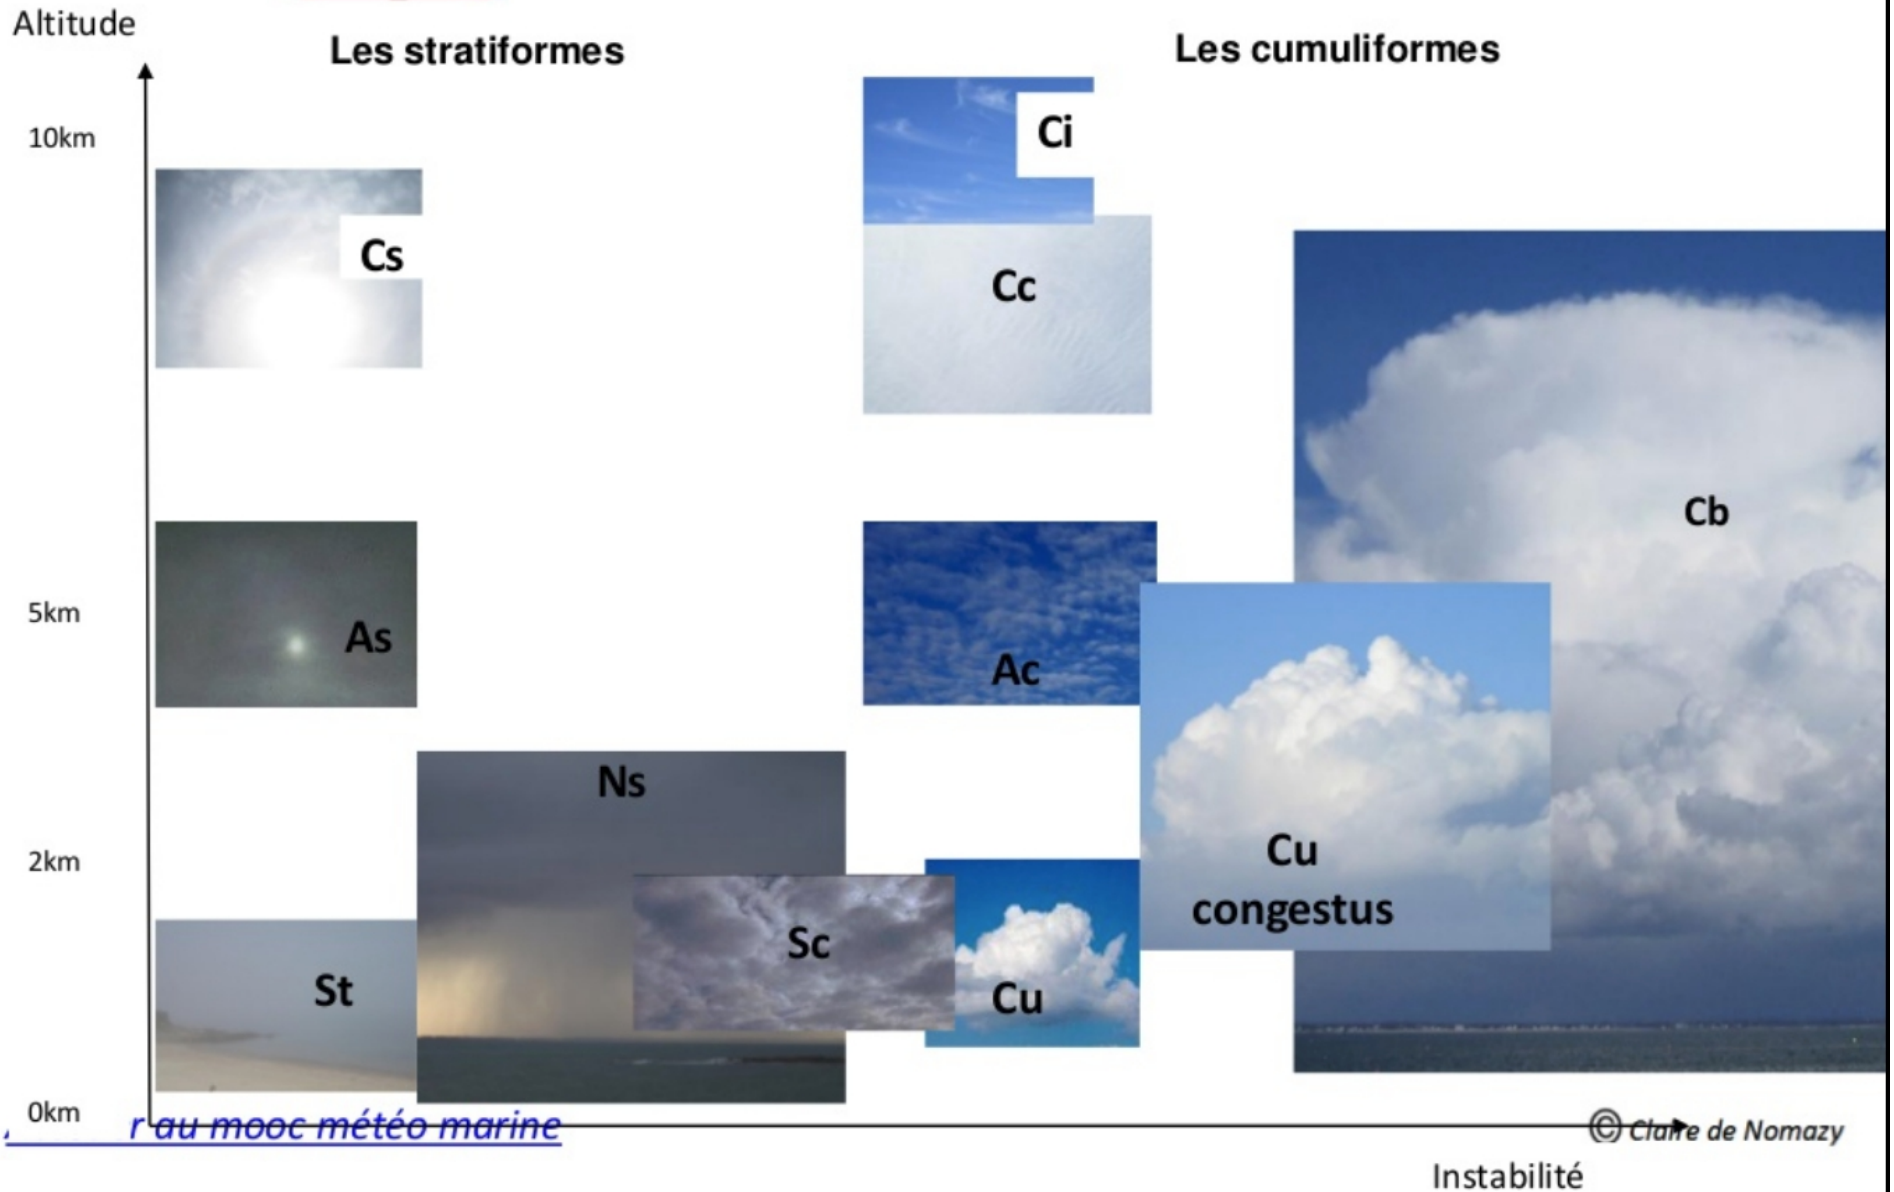 Altitude
Les stratiformes
Les cumuliformes
10km
Ci
Cs
Cc
Cb
5km
As
Ac
Ns
2km
Cu
congestus
Sc
St
Cu
0km
r au mooc météo marine
© Claire de Nomazy
Instabilité